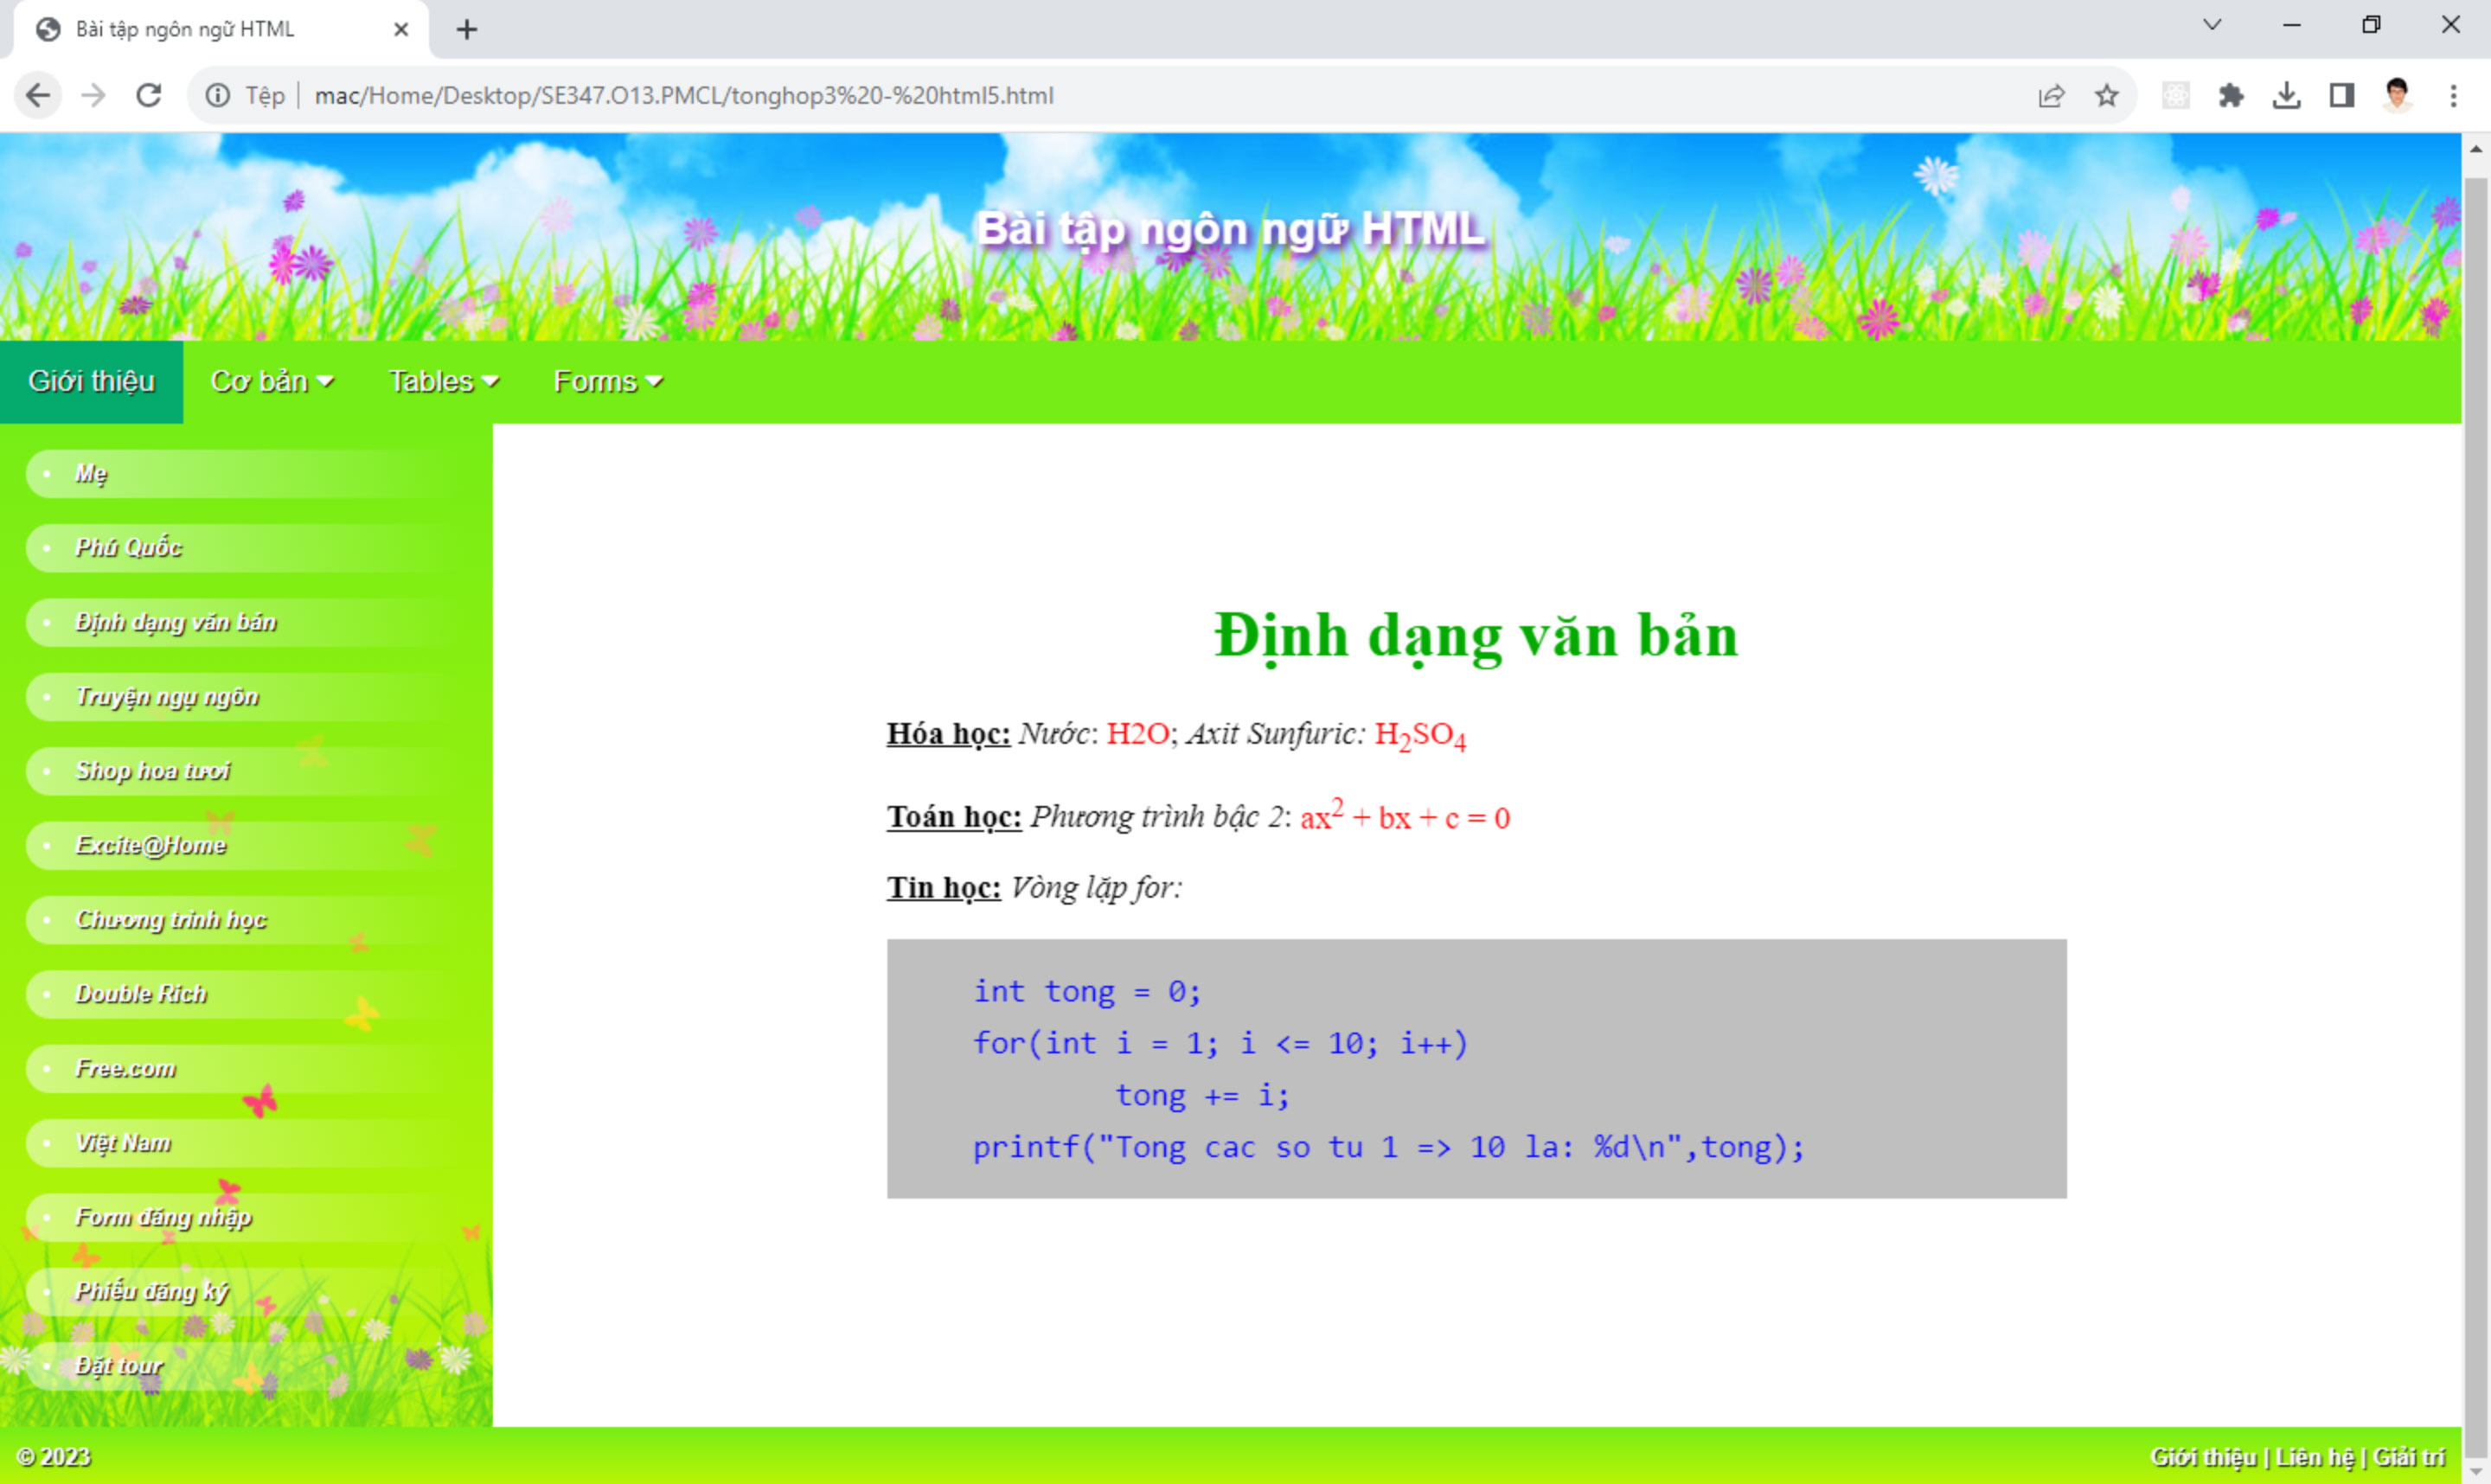 Bài tập ngôn ngữ HTML
Tệp | mac/Home/Desktop/SE347.O13.PMCL/tonghop3%20-%20html5.html
Bài tập ngôn ngữ HTML
Giới thiệu Cơ bản Tables Forms
Mẹ
Phú Quốc
Định dạng văn bản
Truyện ngụ ngôn
Shop hoa tươi
Excite@Home
Chương trình học
Double Rich
Free.com
Việt Nam
Form đăng nhập
Phiếu đăng ký
Đặt tour
Định dạng văn bản
Hóa học: Nước: H2O; Axit Sunfuric: H₂SO₄
Toán học: Phương trình bậc 2: ax² + bx + c = 0
Tin học: Vòng lặp for:
int tong = 0;
for(int i = 1; i <= 10; i++)
tong += i;
printf("Tong cac so tu 1 => 10 la: %d\n",tong);
© 2023
Giới thiệu | Liên hệ | Giải trí